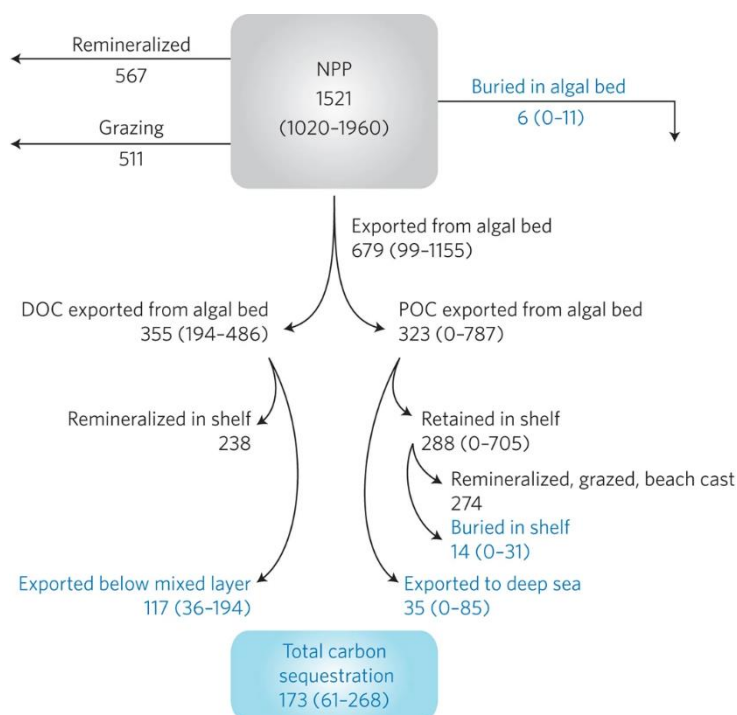 Remineralized
567
NPP
1521
(1020–1960)
Buried in algal bed
6 (0–11)
Grazing
511
Exported from algal bed
679 (99–1155)
DOC exported from algal bed
355 (194–486)
POC exported from algal bed
323 (0–787)
Remineralized in shelf
238
Retained in shelf
288 (0–705)
Remineralized, grazed, beach cast
274
Buried in shelf
14 (0–31)
Exported below mixed layer
117 (36–194)
Exported to deep sea
35 (0–85)
Total carbon
sequestration
173 (61–268)